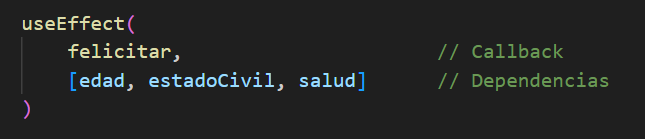 useEffect(
felicitar, // Callback
[edad, estadoCivil, salud] // Dependencias
)